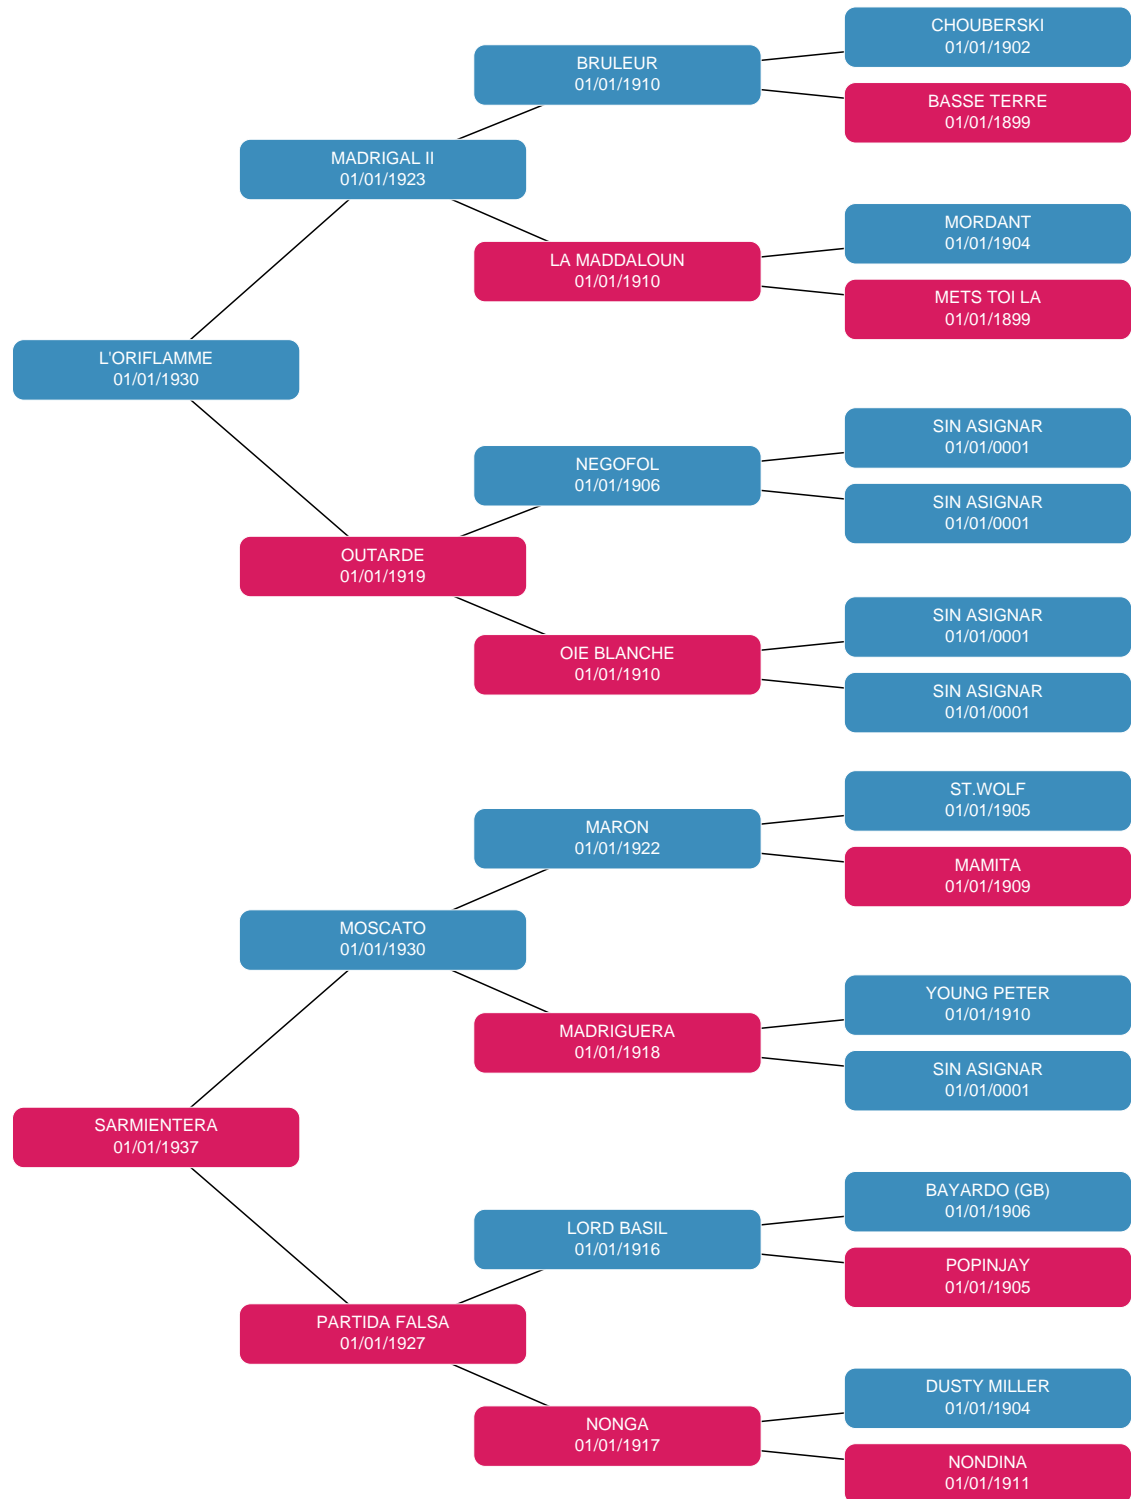 CHOUBERSKI
01/01/1902
BRULEUR
01/01/1910
BASSE TERRE
01/01/1899
MADRIGAL II
01/01/1923
MORDANT
01/01/1904
LA MADDALOUN
01/01/1910
METS TOI LA
01/01/1899
L'ORIFLAMME
01/01/1930
SIN ASIGNAR
01/01/0001
NEGOFOL
01/01/1906
SIN ASIGNAR
01/01/0001
OUTARDE
01/01/1919
SIN ASIGNAR
01/01/0001
OIE BLANCHE
01/01/1910
SIN ASIGNAR
01/01/0001
ST.WOLF
01/01/1905
MARON
01/01/1922
MAMITA
01/01/1909
MOSCATO
01/01/1930
YOUNG PETER
01/01/1910
MADRIGUERA
01/01/1918
SIN ASIGNAR
01/01/0001
SARMIENTERA
01/01/1937
BAYARDO (GB)
01/01/1906
LORD BASIL
01/01/1916
POPINJAY
01/01/1905
PARTIDA FALSA
01/01/1927
DUSTY MILLER
01/01/1904
NONGA
01/01/1917
NONDINA
01/01/1911